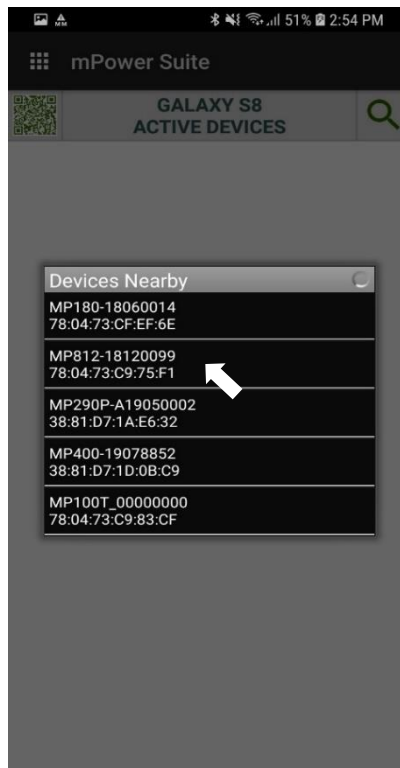 51% 2:54 PM
mPower Suite
GALAXY S8
ACTIVE DEVICES
Devices Nearby
MP180-18060014
78:04:73:CF:EF:6E
MP812-18120099
78:04:73:C9:75:F1
MP290P-A19050002
38:81:D7:1A:E6:32
MP400-19078852
38:81:D7:1D:0B:C9
MP100T_00000000
78:04:73:C9:83:CF